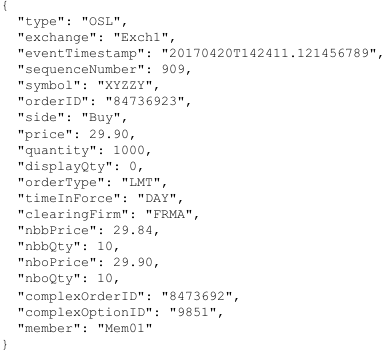 {
"type": "OSL",
"exchange": "Exch1",
"eventTimestamp": "20170420T142411.121456789",
"sequenceNumber": 909,
"symbol": "XYZZY",
"orderID": "84736923",
"side": "Buy",
"price": 29.90,
"quantity": 1000,
"displayQty": 0,
"orderType": "LMT",
"timeInForce": "DAY",
"clearingFirm": "FRMA",
"nbbPrice": 29.84,
"nbbQty": 10,
"nboPrice": 29.90,
"nboQty": 10,
"complexOrderID": "8473692",
"complexOptionID": "9851",
"member": "Mem01"
}